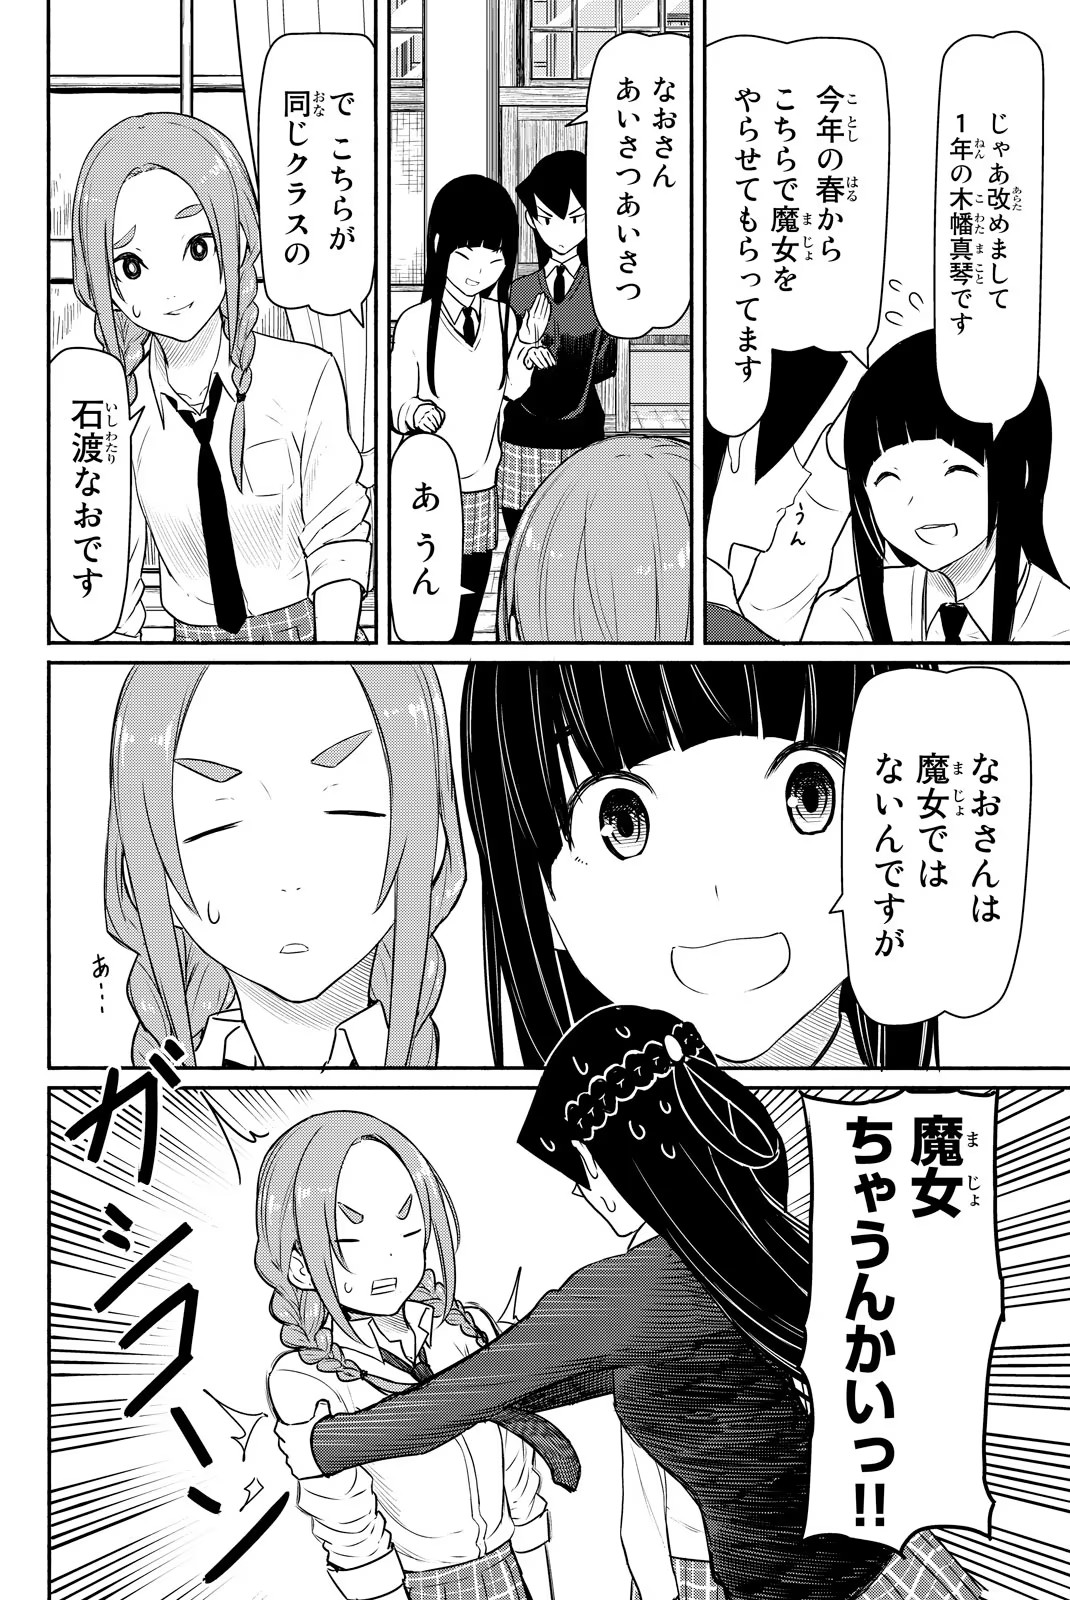 じゃあ改めまして
1年の木幡真琴です
今年の春から
こちらで魔女を
やらせてもらってます
うん
なおさん
あいさつあいさつ
あ うん
で こちらが
同じクラスの
石渡なおです
なおさんは
魔女では
ないんですが
あ…
魔女
ちゃうんかいっ!!
ガシッ